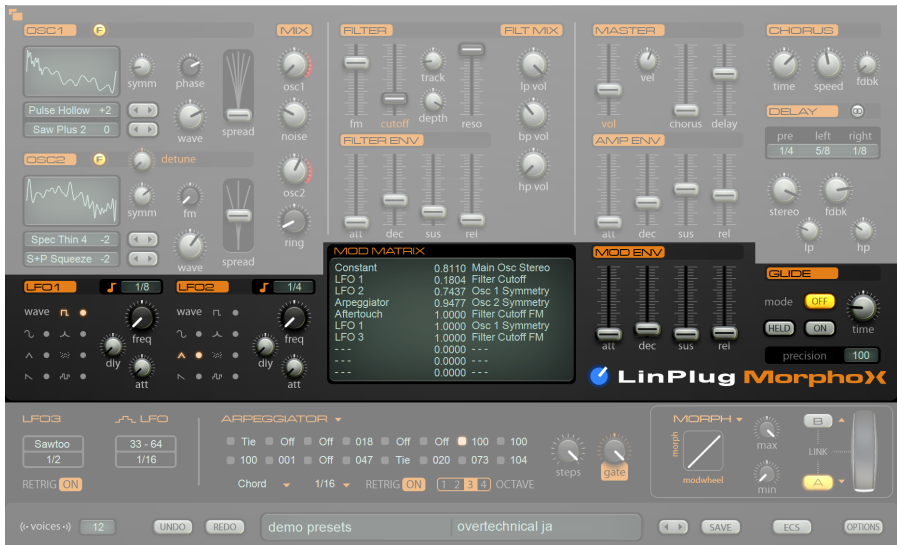 OSC1 F MIX FILTER FILT MIX MASTER CHORUS
symm phase osc1 track lp vol vel time speed fdbk
Pulse Hollow +2
Saw Plus 2 0
wave spread noise fm cutoff depth reso bp vol vol chorus delay
DELAY
pre left right
1/4 5/8 1/8
OSC2 F detune FILTER ENV AMP ENV
symm fm osc2 hp vol stereo fdbk
Spec Thin 4 -2
S+P Squeeze -2
wave spread ring att dec sus rel att dec sus rel lp hp
LFO1 1/8 LFO2 1/4
wave freq diy att
wave freq diy att
MOD MATRIX
Constant 0.8110 Main Osc Stereo
LFO 1 0.1804 Filter Cutoff
LFO 2 0.7437 Osc 1 Symmetry
Arpeggiator 0.9477 Osc 2 Symmetry
Aftertouch 1.0000 Filter Cutoff FM
LFO 1 1.0000 Osc 1 Symmetry
LFO 3 1.0000 Filter Cutoff FM
--- 0.0000 ---
--- 0.0000 ---
--- 0.0000 ---
MOD ENV
att dec sus rel
GLIDE
mode OFF
HELD ON time
precision 100
LinPlug MorphoX
LFO3 LFO
Sawtoo 33 - 64
1/2 1/16
RETRIG ON
ARPEGGIATOR
Tie Off Off 018 Off Off 100 100
100 001 Off 047 Tie 020 073 104
Chord 1/16 RETRIG ON 1 2 3 4 OCTAVE
steps gate
MORPH
morph
modwheel
max
min
B
LINK
A
voices 12 UNDO REDO demo presets overtechnical ja SAVE ECS OPTIONS